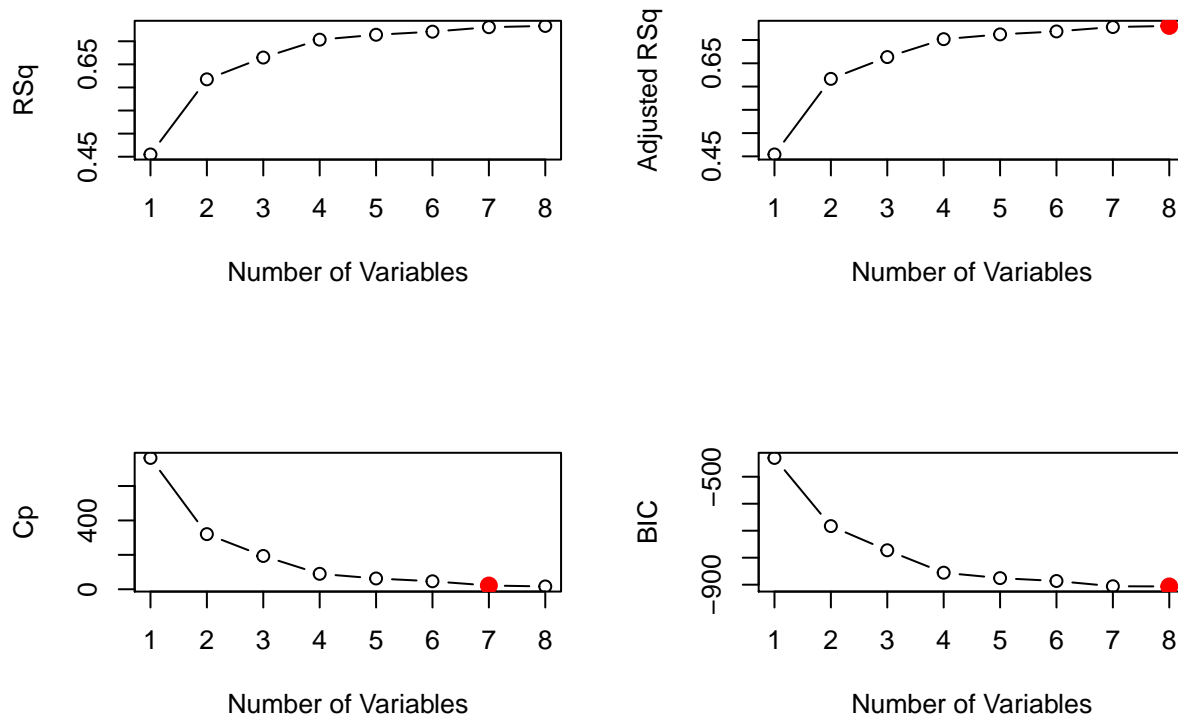 RSq
0.45
0.65
1 2 3 4 5 6 7 8
Number of Variables
Adjusted RSq
0.45
0.65
1 2 3 4 5 6 7 8
Number of Variables
Cp
0
400
1 2 3 4 5 6 7 8
Number of Variables
BIC
−900
−500
1 2 3 4 5 6 7 8
Number of Variables